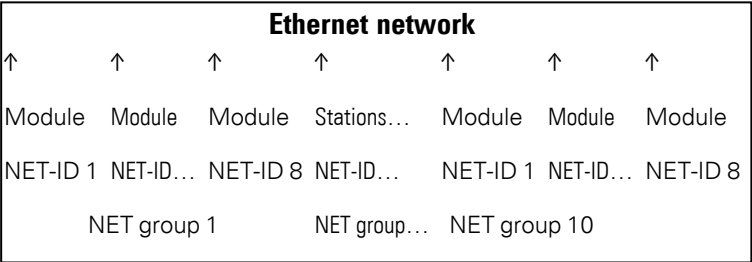 Ethernet network
↑ ↑ ↑ ↑ ↑ ↑ ↑
Module Module Module Stations… Module Module Module
NET-ID 1 NET-ID… NET-ID 8 NET-ID… NET-ID 1 NET-ID… NET-ID 8
NET group 1 NET group… NET group 10